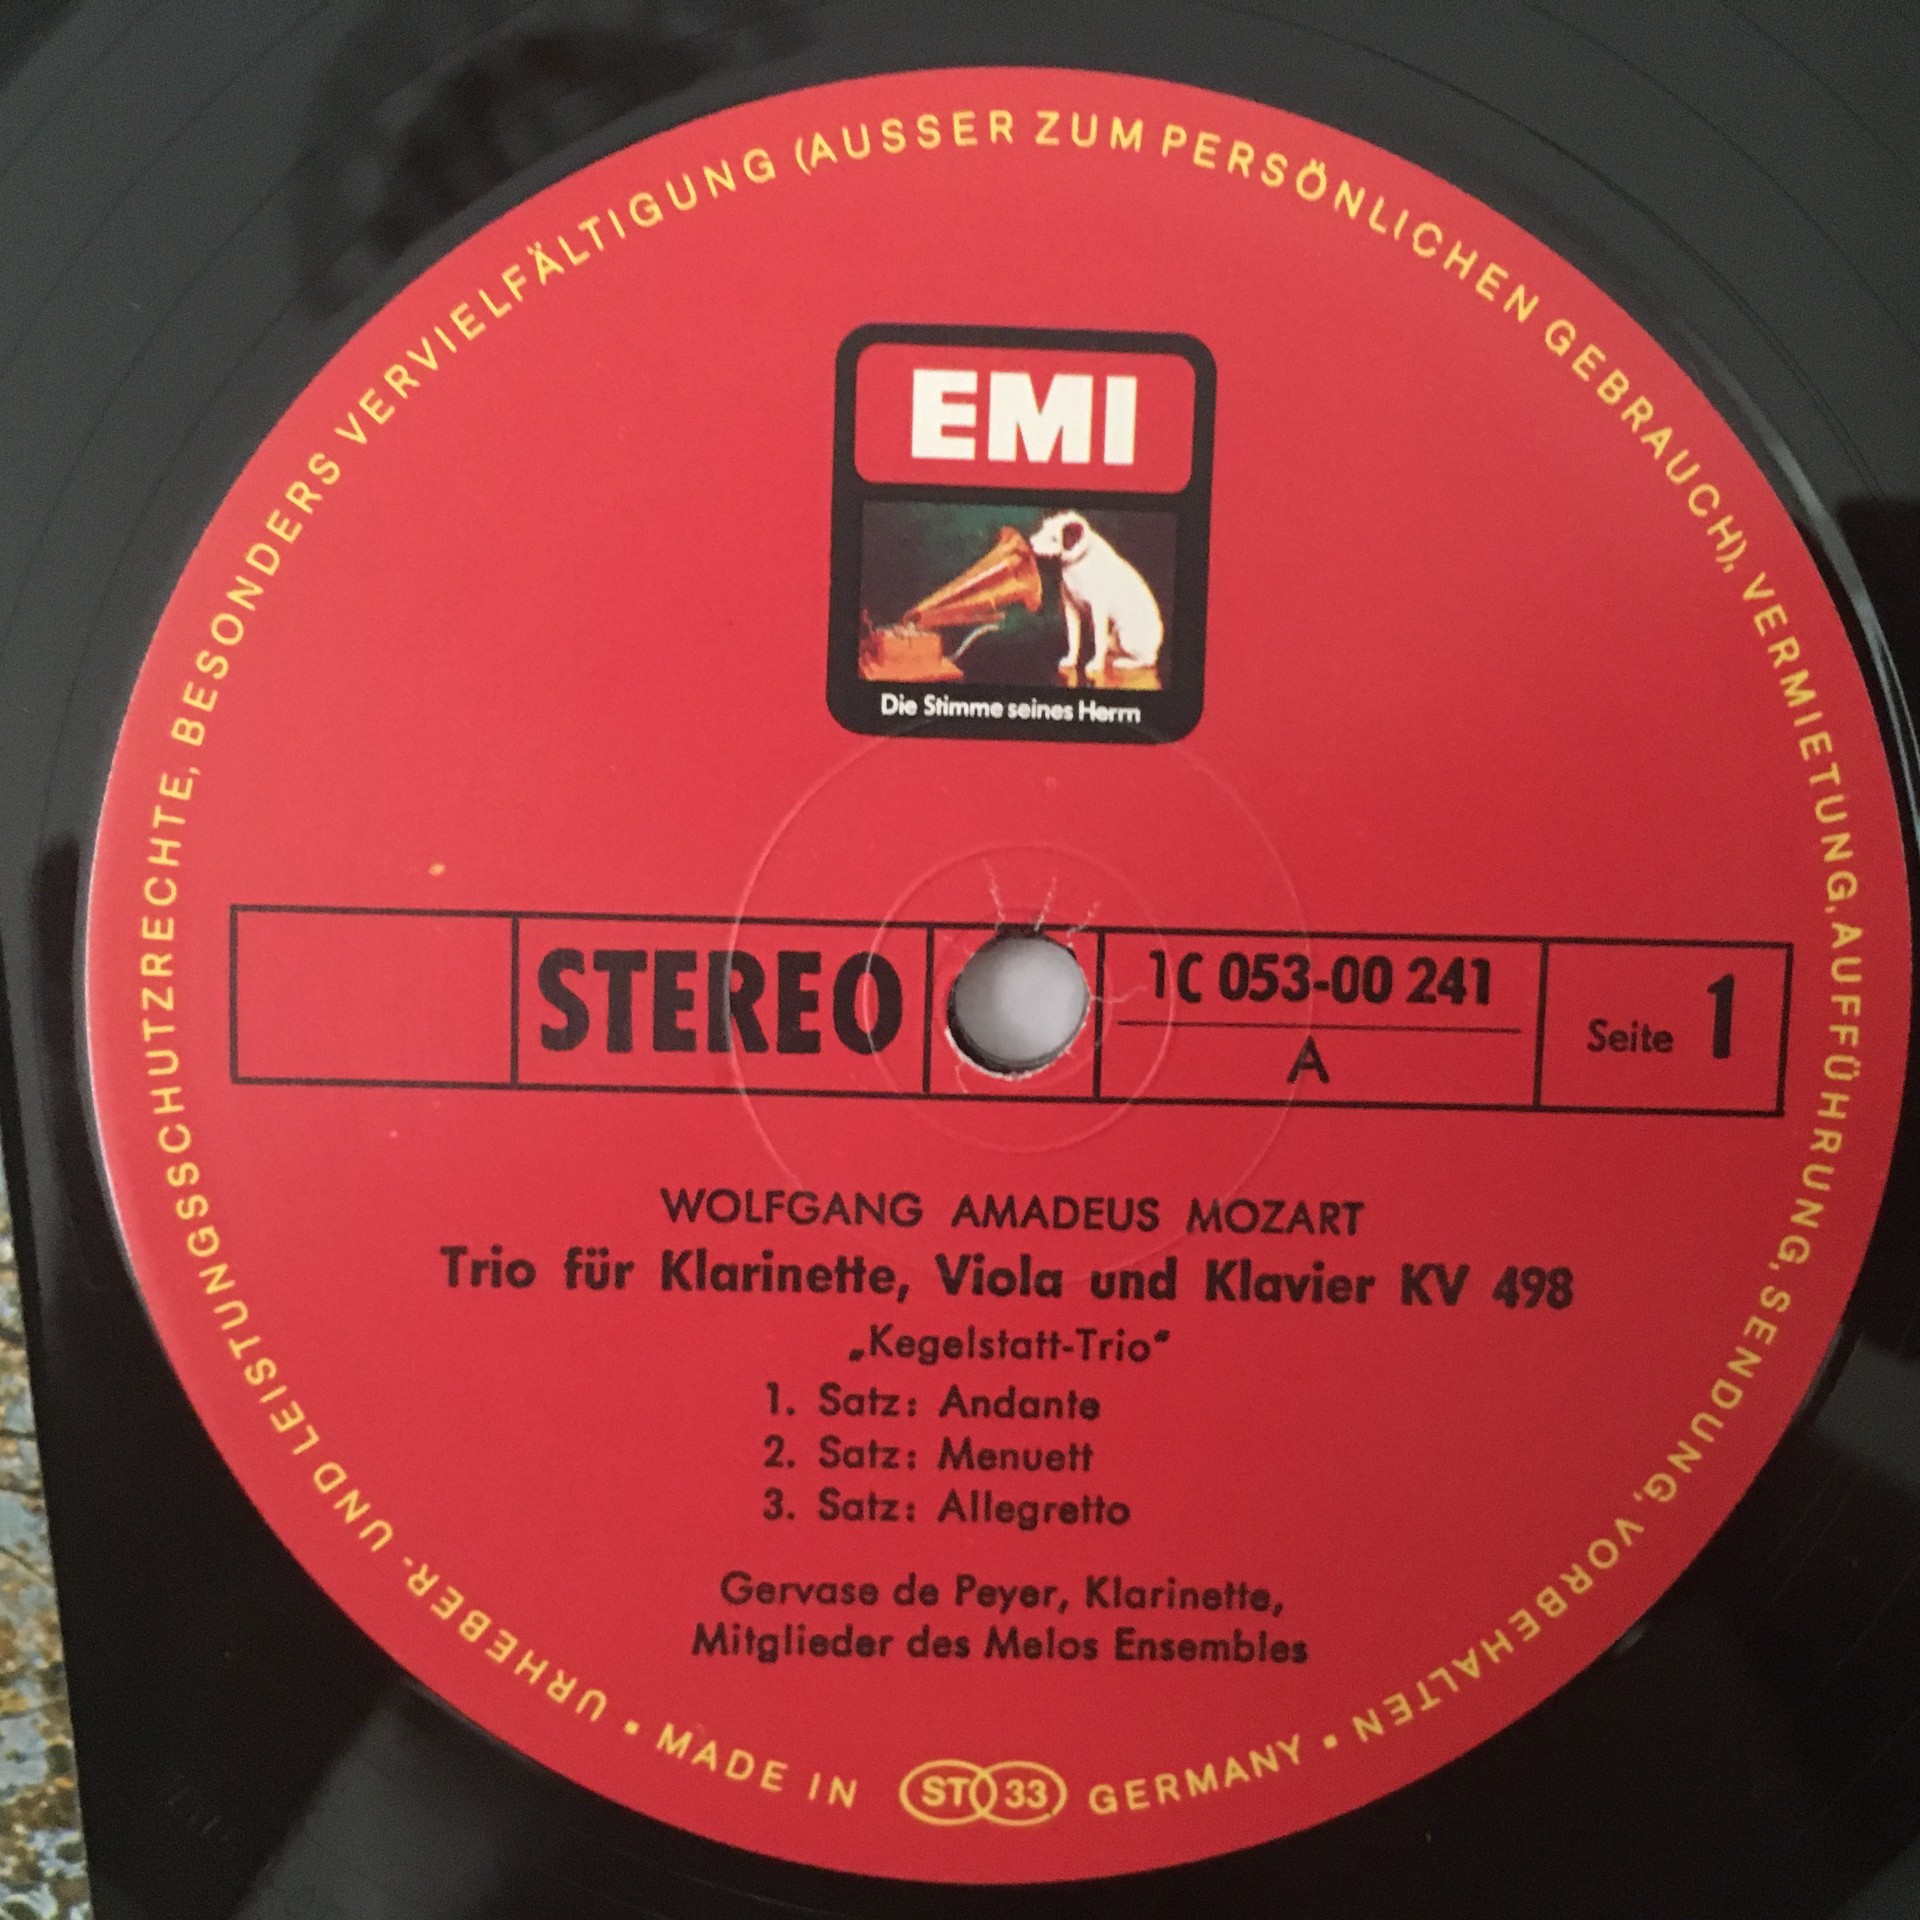 EMI
Die Stimme seines Herrn
STEREO
1C 053-00 241
A
Seite 1
WOLFGANG AMADEUS MOZART
Trio für Klarinette, Viola und Klavier KV 498
„Kegelstatt-Trio"
1. Satz: Andante
2. Satz: Menuett
3. Satz: Allegretto
Gervase de Peyer, Klarinette,
Mitglieder des Melos Ensembles
URHEBER- UND LEISTUNGSSCHUTZRECHTE, BESONDERS VERVIELFÄLTIGUNG (AUSSER ZUM PERSÖNLICHEN GEBRAUCH), VERMIETUNG, AUFFÜHRUNG, SENDUNG, VORBEHALTEN •
MADE IN ST 33 GERMANY •